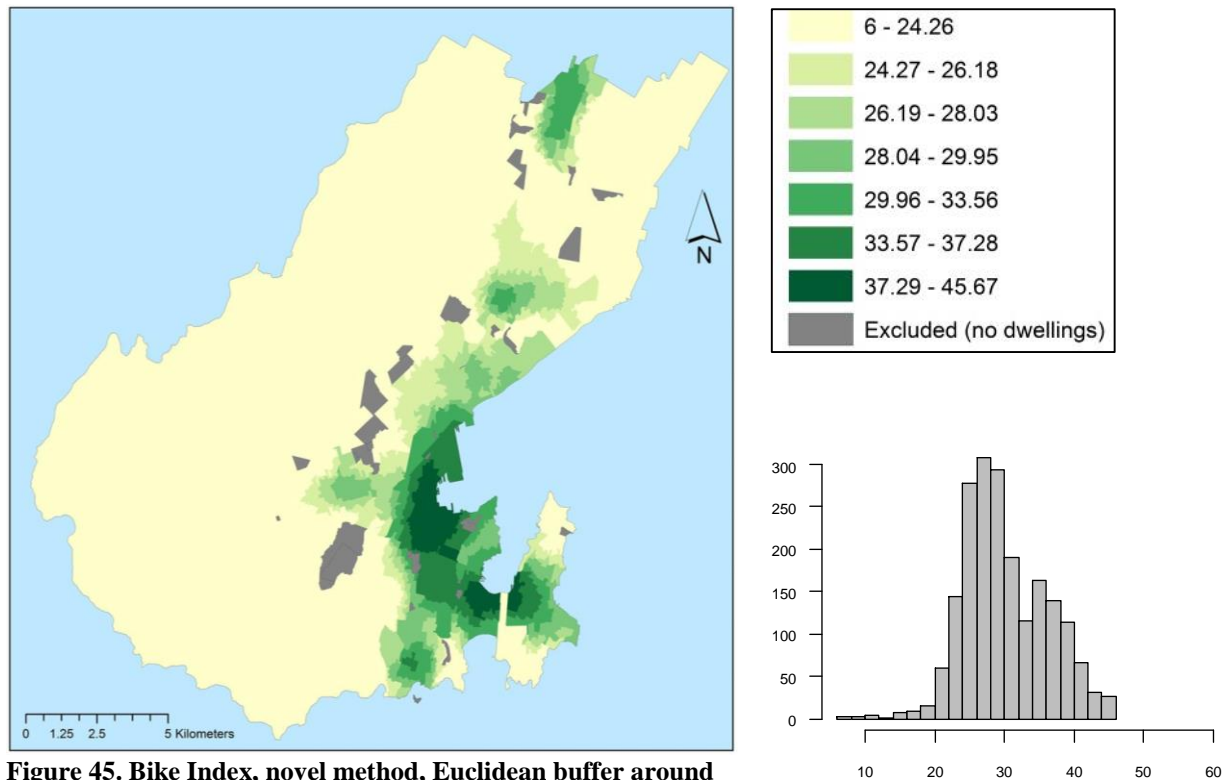 6 - 24.26
24.27 - 26.18
26.19 - 28.03
28.04 - 29.95
29.96 - 33.56
33.57 - 37.28
37.29 - 45.67
Excluded (no dwellings)
N
0 1.25 2.5 5 Kilometers
300
250
200
150
100
50
0
10 20 30 40 50 60
Figure 45. Bike Index, novel method, Euclidean buffer around